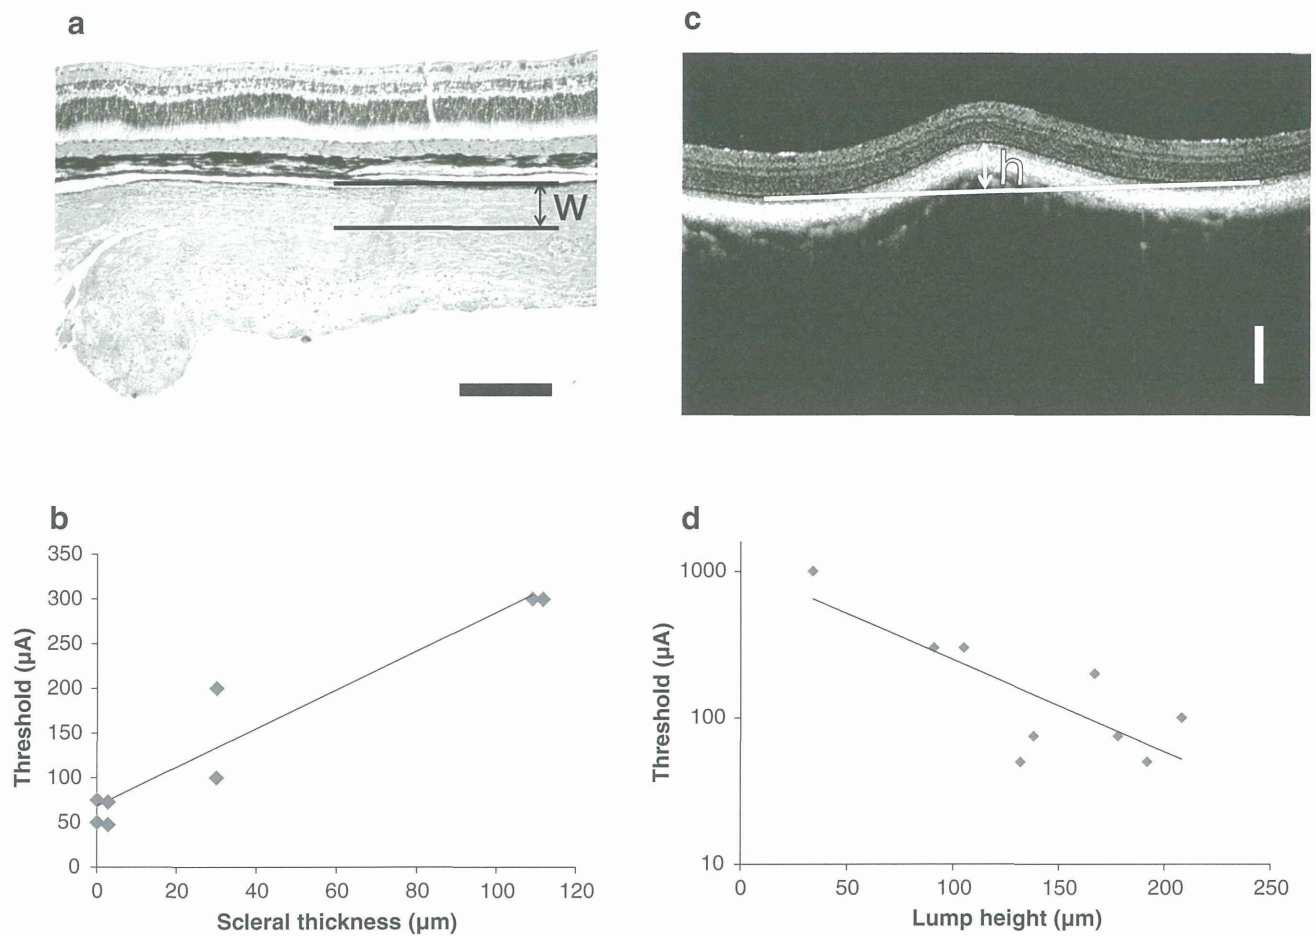 a
W
c
h
b
350
300
250
200
150
100
50
0
0 20 40 60 80 100 120
Threshold (µA)
Scleral thickness (µm)
d
1000
100
10
0 50 100 150 200 250
Threshold (µA)
Lump height (µm)